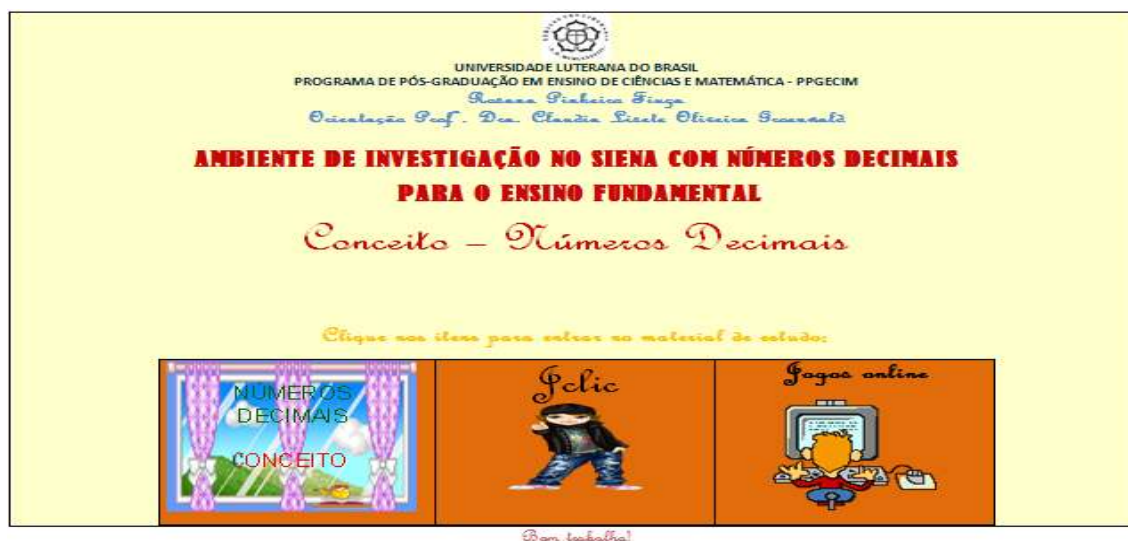 UNIVERSIDADE LUTERANA DO BRASIL
PROGRAMA DE PÓS-GRADUAÇÃO EM ENSINO DE CIÊNCIAS E MATEMÁTICA - PPGECIM
Pinheiro
Orientação Prof. Dra. Claudia Lisete Oliveira Groenwald
AMBIENTE DE INVESTIGAÇÃO NO SIENA COM NÚMEROS DECIMAIS
PARA O ENSINO FUNDAMENTAL
Conceito – Números Decimais
Clique nos itens para entrar no material de estudo:
NÚMEROS
DECIMAIS
CONCEITO
Jclic
Jogos online
Bom trabalho!